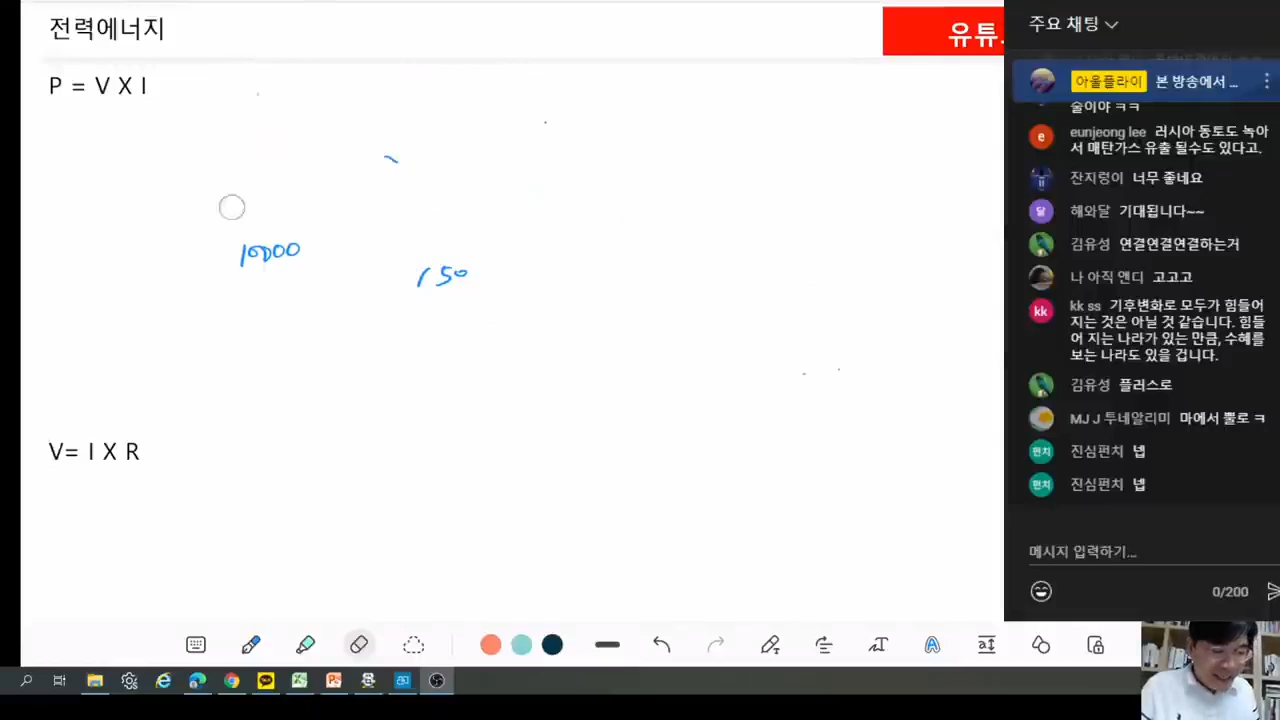 전력에너지
유튜
P = V X I
10000
150
V= I X R
주요 채팅
아울플라이 본 방송에서 ...
술이야 ㅋㅋ
eunjeong lee 러시아 동토도 녹아
서 매탄가스 유출 될수도 있다고.
잔지렁이 너무 좋네요
해와달 기대됩니다~~
김유성 연결연결연결하는거
나 아직 앤디 고고고
kk ss 기후변화로 모두가 힘들어
지는 것은 아닐 것 같습니다. 힘들
어 지는 나라가 있는 만큼, 수혜를
보는 나라도 있을 겁니다.
김유성 플러스로
MJ J 투네알리미 마에서 뿔로 ㅋ
진심펀치 넵
진심펀치 넵
메시지 입력하기...
0/200